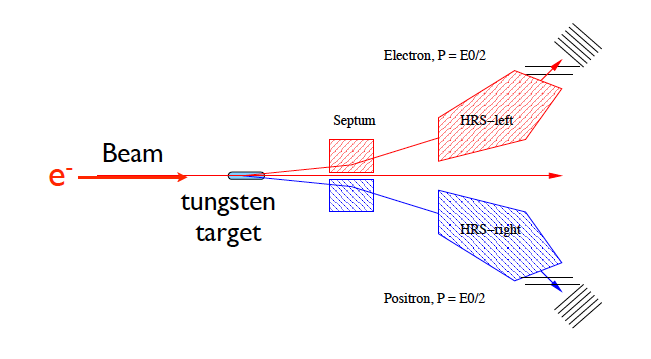 Electron, P = E0/2
Septum
HRS--left
Beam
e-
tungsten
target
HRS--right
Positron, P = E0/2